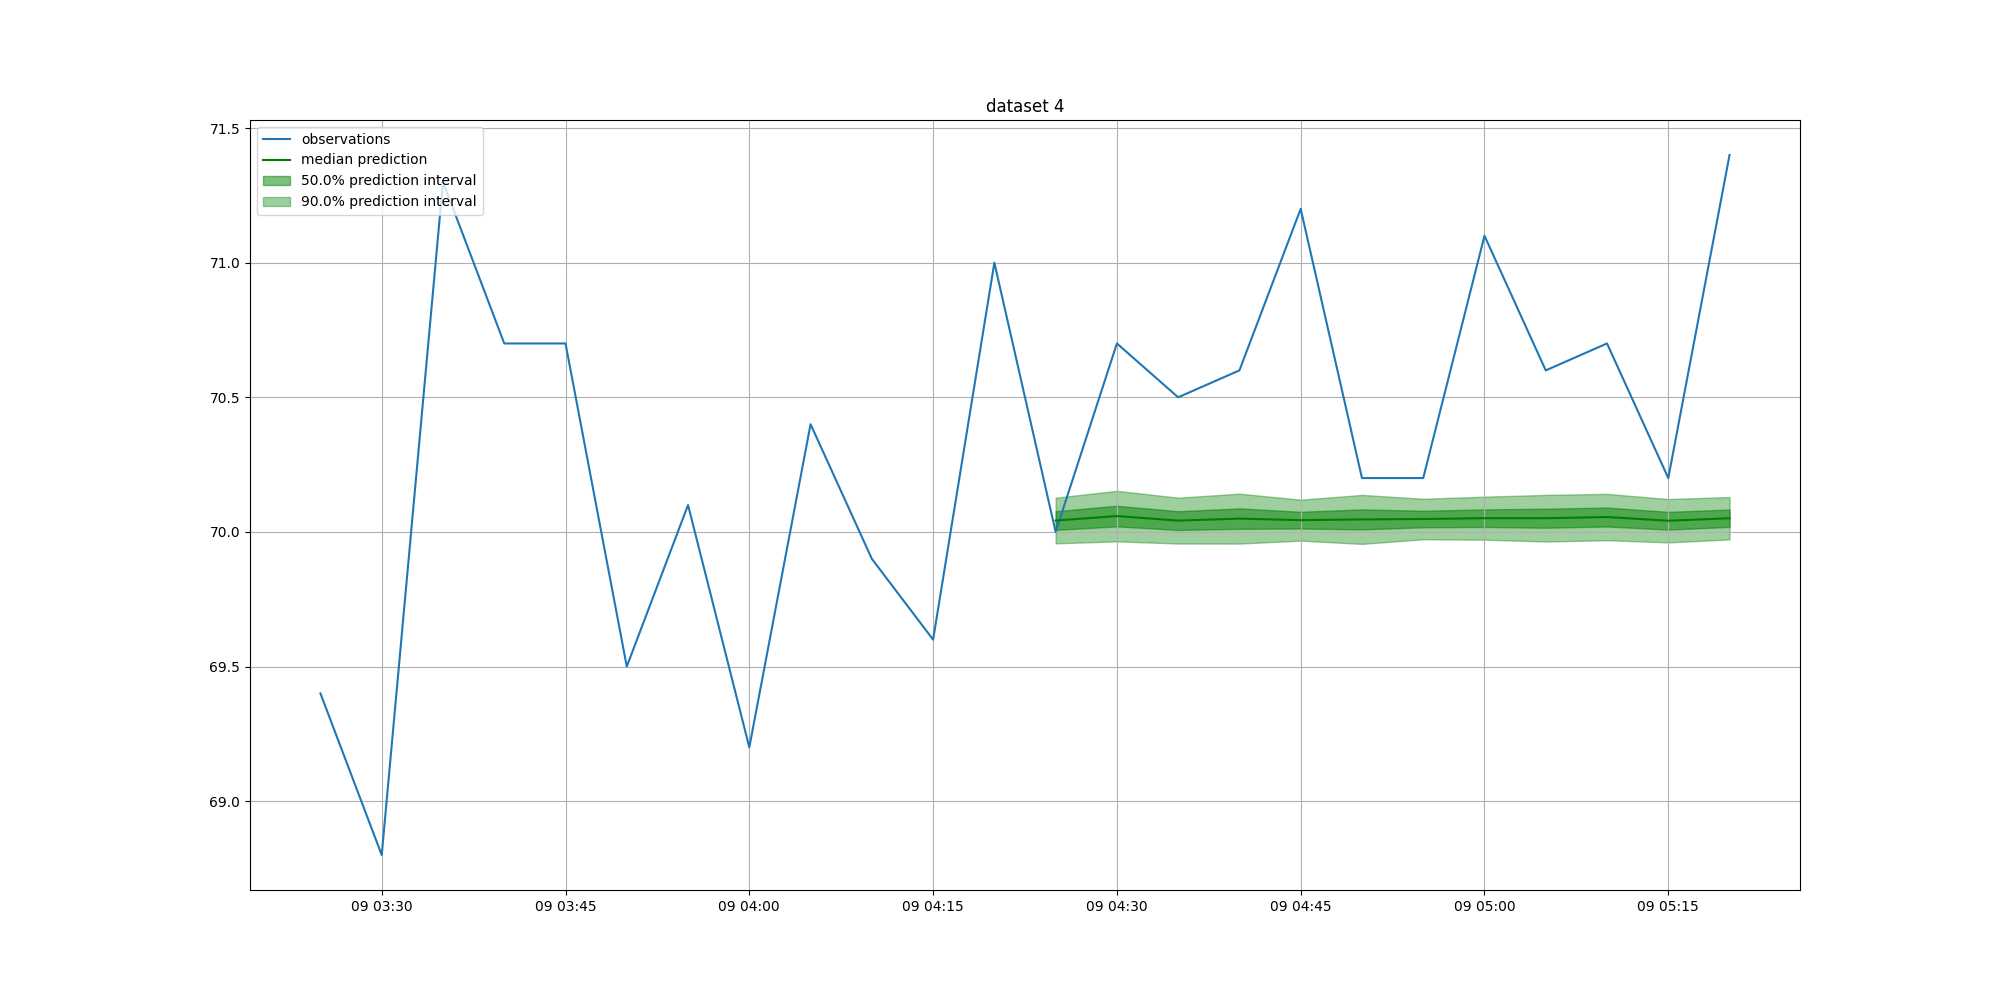 dataset 4
71.5
71.0
70.5
70.0
69.5
69.0
observations
median prediction
50.0% prediction interval
90.0% prediction interval
09 03:30
09 03:45
09 04:00
09 04:15
09 04:30
09 04:45
09 05:00
09 05:15